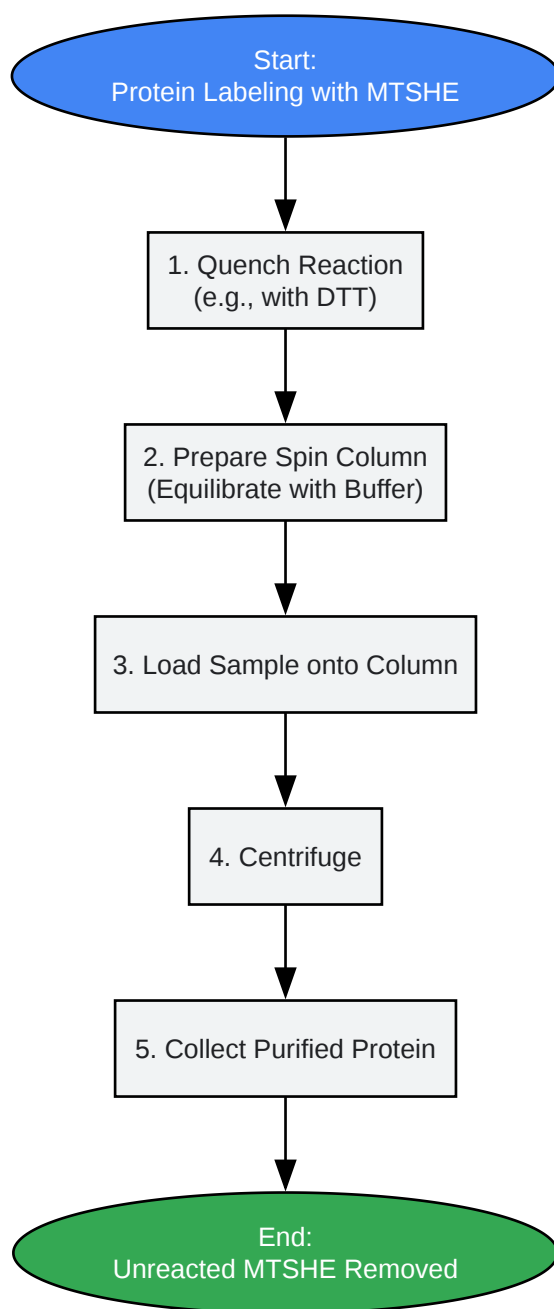 Start:
Protein Labeling with MTSHE
1. Quench Reaction
(e.g., with DTT)
2. Prepare Spin Column
(Equilibrate with Buffer)
3. Load Sample onto Column
4. Centrifuge
5. Collect Purified Protein
End:
Unreacted MTSHE Removed